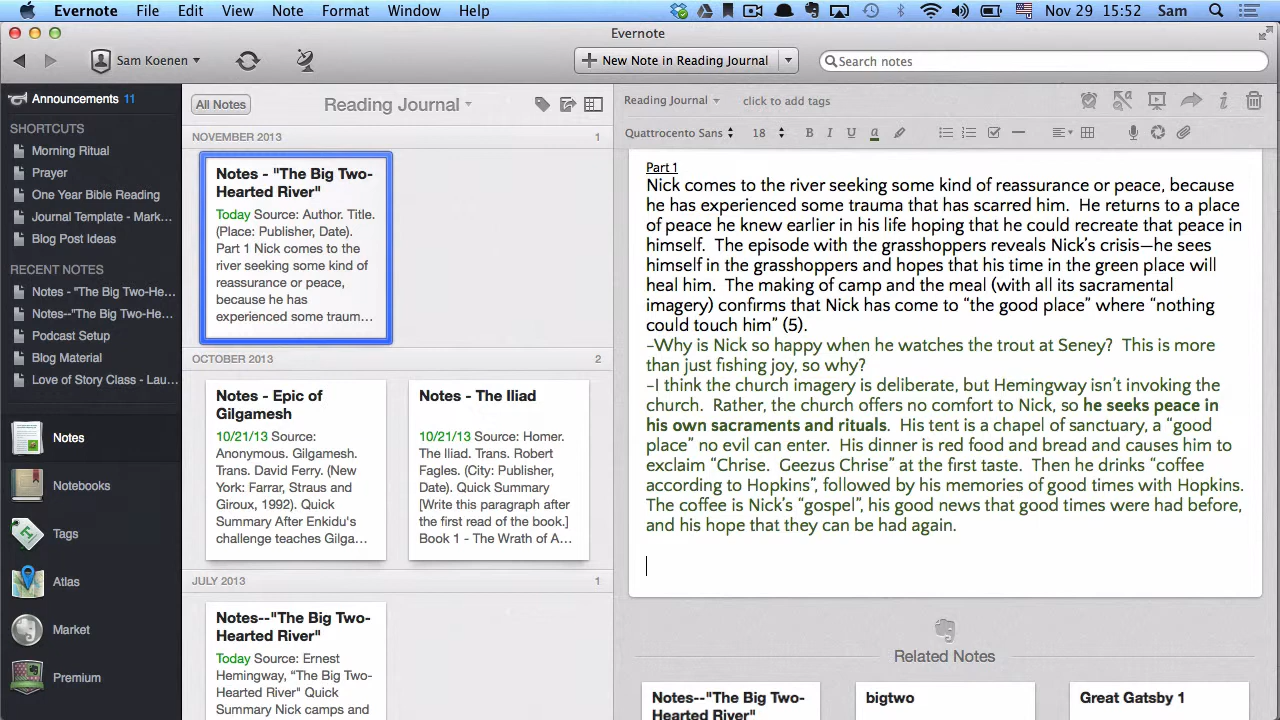 Evernote File Edit View Note Format Window Help Nov 29 15:52 Sam
Evernote
Sam Koenen
New Note in Reading Journal
Search notes
Announcements 11
SHORTCUTS
Morning Ritual
Prayer
One Year Bible Reading
Journal Template - Mark...
Blog Post Ideas
RECENT NOTES
Notes - "The Big Two-He...
Notes--"The Big Two-He...
Podcast Setup
Blog Material
Love of Story Class - Lau...
Notes
Notebooks
Tags
Atlas
Market
Premium
All Notes
Reading Journal
NOVEMBER 2013 1
Notes - "The Big Two-
Hearted River"
Today Source: Author. Title.
(Place: Publisher, Date).
Part 1 Nick comes to the
river seeking some kind of
reassurance or peace,
because he has
experienced some traum...
OCTOBER 2013 2
Notes - Epic of
Gilgamesh
10/21/13 Source:
Anonymous. Gilgamesh.
Trans. David Ferry. (New
York: Farrar, Straus and
Giroux, 1992). Quick
Summary After Enkidu's
challenge teaches Gilga...
Notes - The Iliad
10/21/13 Source: Homer.
The Iliad. Trans. Robert
Fagles. (City: Publisher,
Date). Quick Summary
[Write this paragraph after
the first read of the book.]
Book 1 - The Wrath of A...
JULY 2013 1
Notes--"The Big Two-
Hearted River"
Today Source: Ernest
Hemingway, "The Big Two-
Hearted River" Quick
Summary Nick camps and
Reading Journal click to add tags
Quattrocento Sans 18 B I U a
Part 1
Nick comes to the river seeking some kind of reassurance or peace, because
he has experienced some trauma that has scarred him. He returns to a place
of peace he knew earlier in his life hoping that he could recreate that peace in
himself. The episode with the grasshoppers reveals Nick's crisis—he sees
himself in the grasshoppers and hopes that his time in the green place will
heal him. The making of camp and the meal (with all its sacramental
imagery) confirms that Nick has come to "the good place" where "nothing
could touch him" (5).
–Why is Nick so happy when he watches the trout at Seney? This is more
than just fishing joy, so why?
–I think the church imagery is deliberate, but Hemingway isn't invoking the
church. Rather, the church offers no comfort to Nick, so he seeks peace in
his own sacraments and rituals. His tent is a chapel of sanctuary, a "good
place" no evil can enter. His dinner is red food and bread and causes him to
exclaim "Chrise. Geezus Chrise" at the first taste. Then he drinks "coffee
according to Hopkins", followed by his memories of good times with Hopkins.
The coffee is Nick's "gospel", his good news that good times were had before,
and his hope that they can be had again.
Related Notes
Notes--"The Big Two-
Hearted River"
bigtwo
Great Gatsby 1